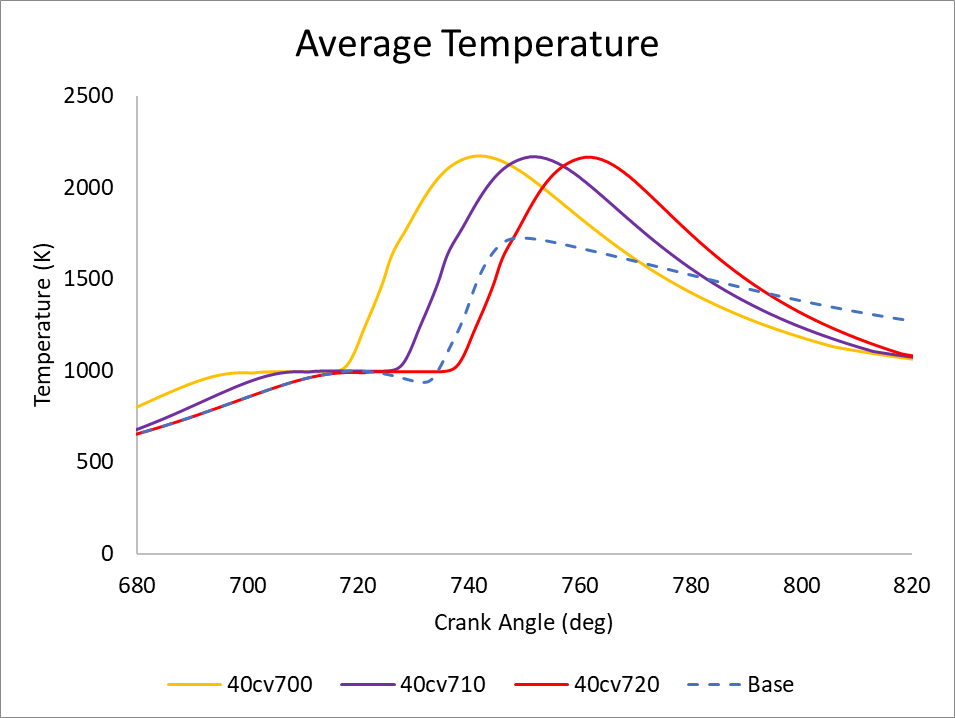 Average Temperature
2500
2000
1500
1000
500
0
Temperature (K)
680 700 720 740 760 780 800 820
Crank Angle (deg)
40cv700 40cv710 40cv720 Base